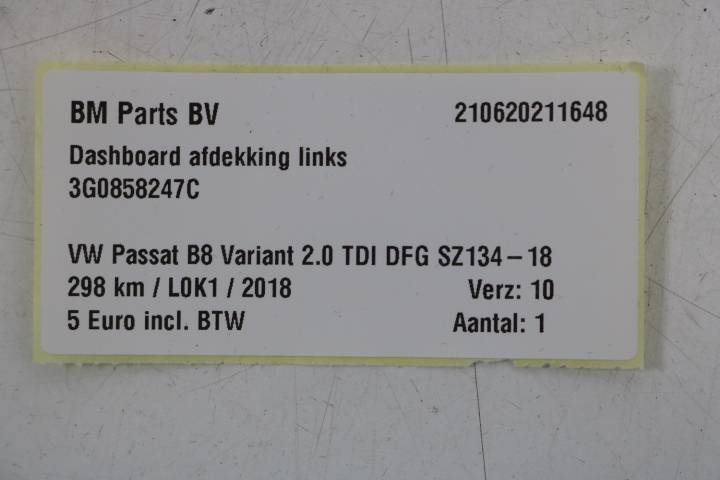 BM Parts BV 210620211648
Dashboard afdekking links
3G0858247C
VW Passat B8 Variant 2.0 TDI DFG SZ134-18
298 km / L0K1 / 2018 Verz: 10
5 Euro incl. BTW Aantal: 1